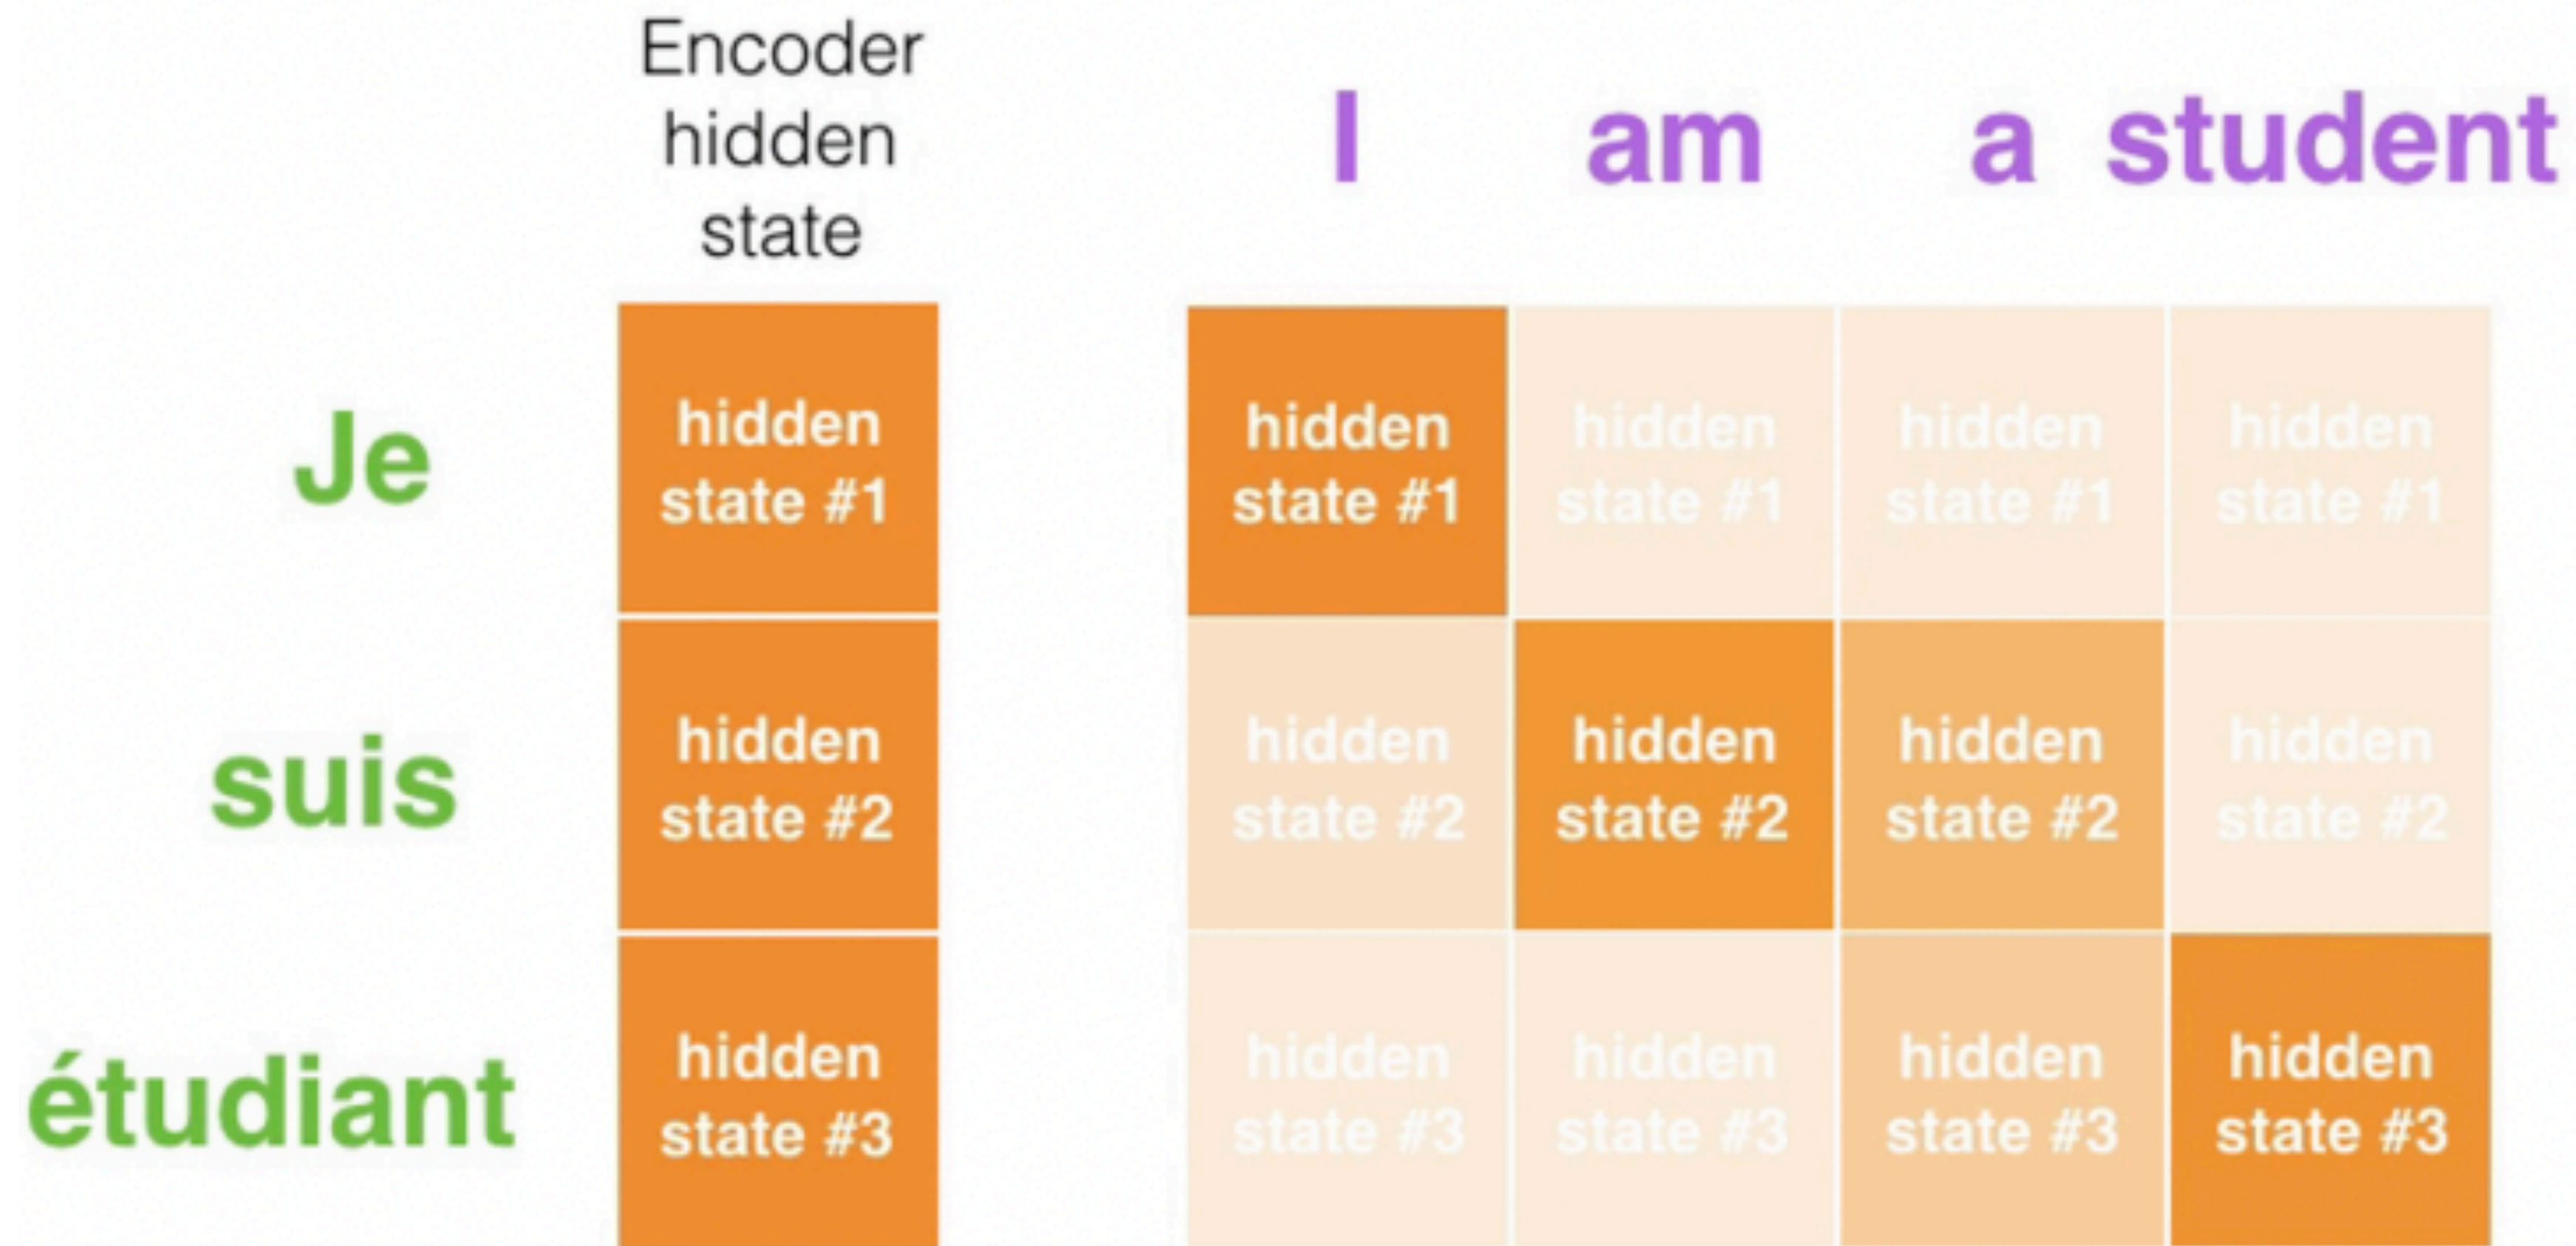 Encoder
hidden
state
I am a student
Je
hidden
state #1
hidden
state #1
hidden
state #1
hidden
state #1
hidden
state #1
suis
hidden
state #2
hidden
state #2
hidden
state #2
hidden
state #2
hidden
state #2
étudiant
hidden
state #3
hidden
state #3
hidden
state #3
hidden
state #3
hidden
state #3